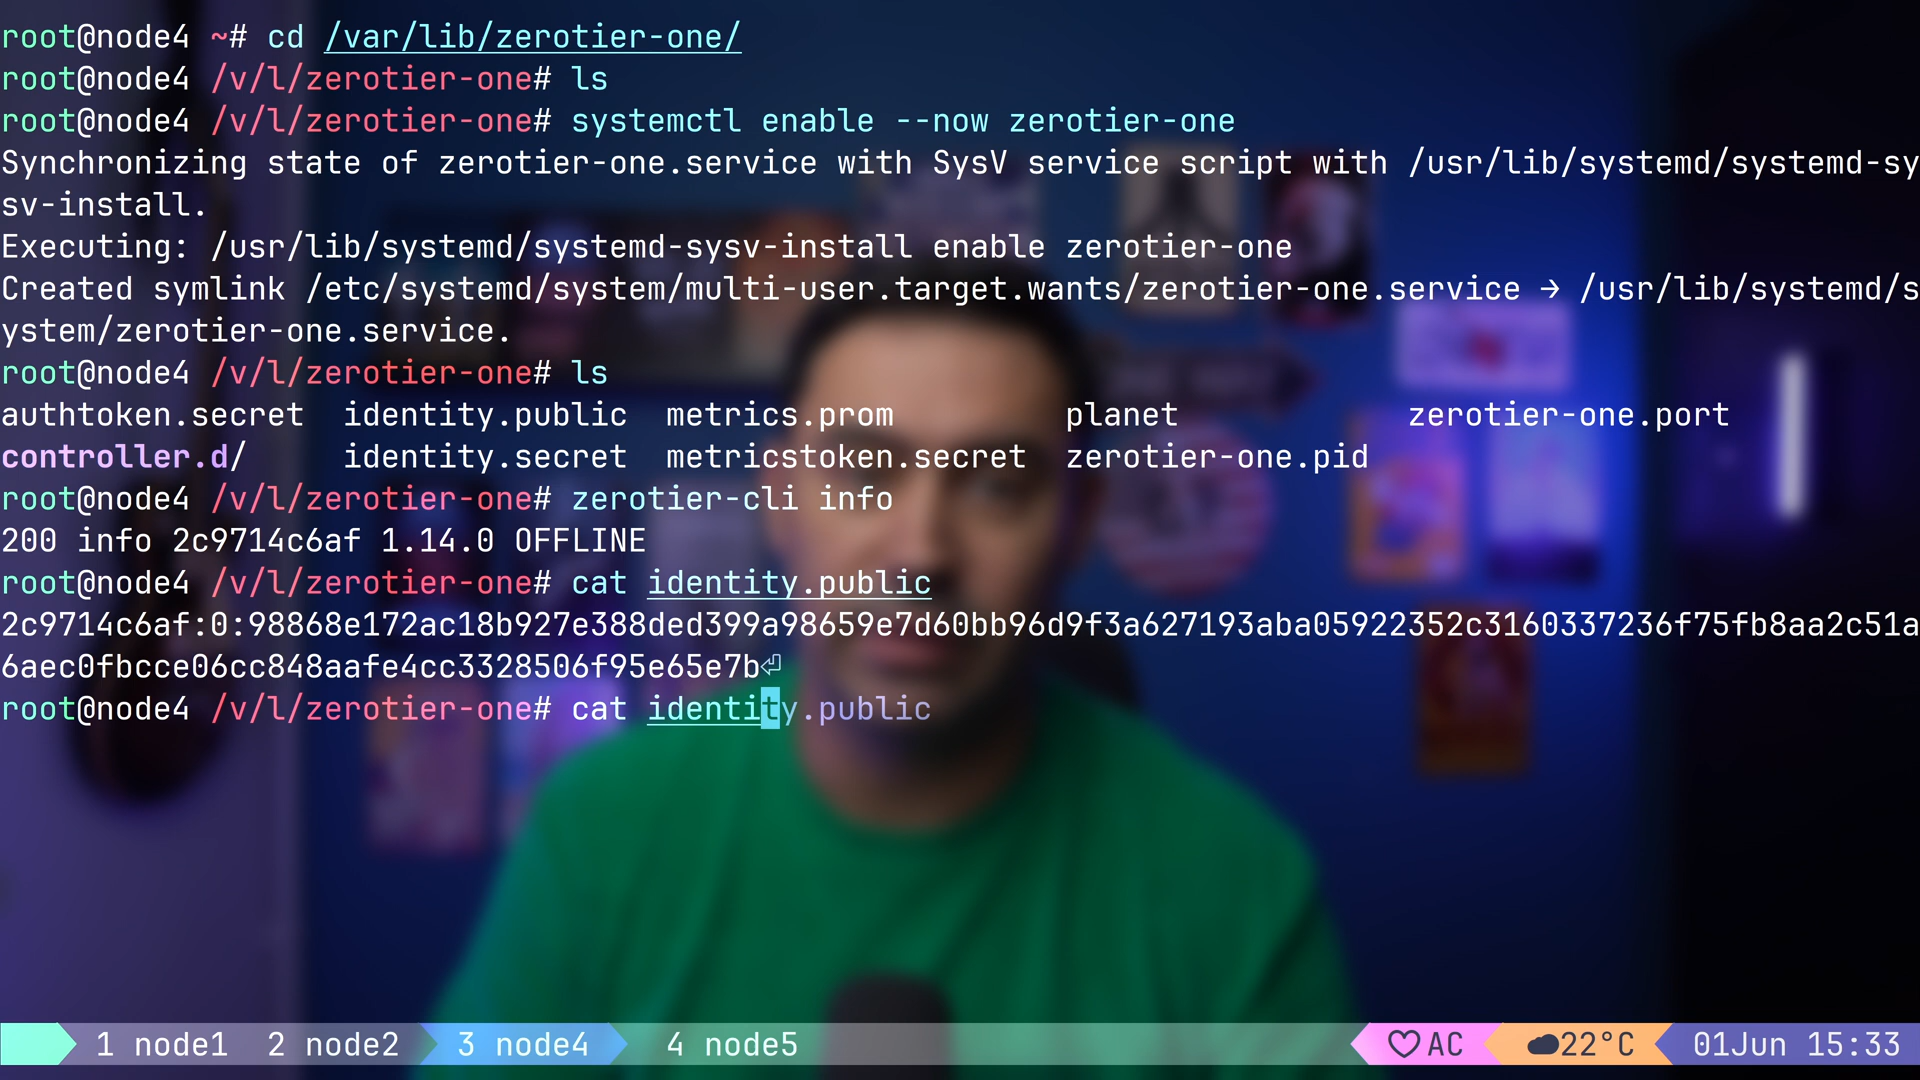 root@node4 ~# cd /var/lib/zerotier-one/
root@node4 /v/l/zerotier-one# ls
root@node4 /v/l/zerotier-one# systemctl enable --now zerotier-one
Synchronizing state of zerotier-one.service with SysV service script with /usr/lib/systemd/systemd-sy
sv-install.
Executing: /usr/lib/systemd/systemd-sysv-install enable zerotier-one
Created symlink /etc/systemd/system/multi-user.target.wants/zerotier-one.service → /usr/lib/systemd/s
ystem/zerotier-one.service.
root@node4 /v/l/zerotier-one# ls
authtoken.secret identity.public metrics.prom planet zerotier-one.port
controller.d/ identity.secret metricstoken.secret zerotier-one.pid
root@node4 /v/l/zerotier-one# zerotier-cli info
200 info 2c9714c6af 1.14.0 OFFLINE
root@node4 /v/l/zerotier-one# cat identity.public
2c9714c6af:0:98868e172ac18b927e388ded399a98659e7d60bb96d9f3a627193aba05922352c3160337236f75fb8aa2c51a
6aec0fbcce06cc848aafe4cc3328506f95e65e7b⏎
root@node4 /v/l/zerotier-one# cat identity.public
1 node1 2 node2 3 node4 4 node5 ♡ AC ☁ 22°C 01Jun 15:33